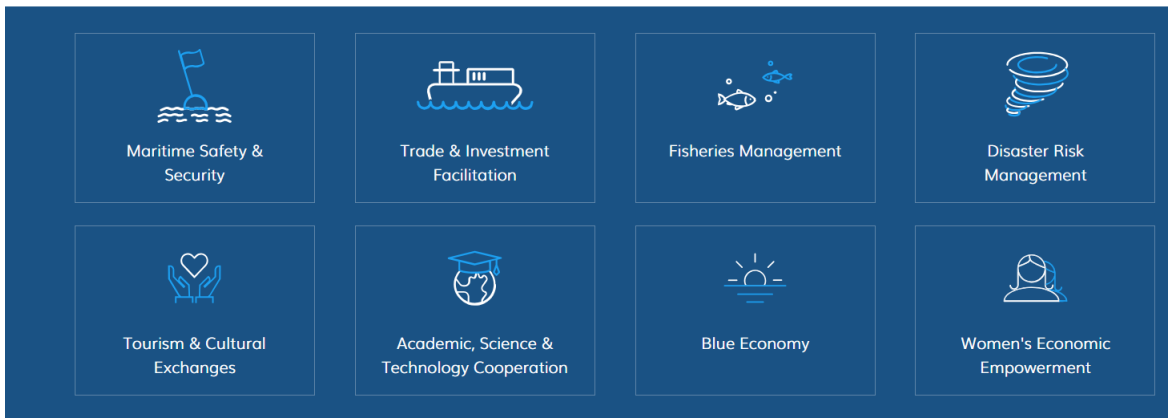 Maritime Safety &
Security
Trade & Investment
Facilitation
Fisheries Management
Disaster Risk
Management
Tourism & Cultural
Exchanges
Academic, Science &
Technology Cooperation
Blue Economy
Women's Economic
Empowerment